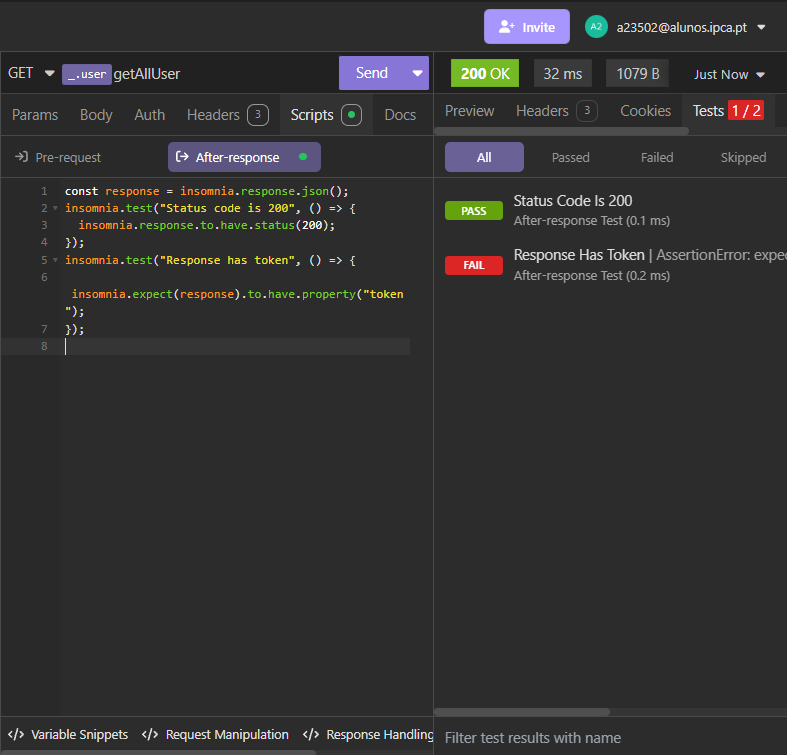 Invite
A2
a23502@alunos.ipca.pt
GET
_.user getAllUser
Send
200 OK
32 ms
1079 B
Just Now
Params
Body
Auth
Headers 3
Scripts
Docs
Preview
Headers 3
Cookies
Tests 1 / 2
Pre-request
After-response
All
Passed
Failed
Skipped
1 const response = insomnia.response.json();
2 insomnia.test("Status code is 200", () => {
3 insomnia.response.to.have.status(200);
4 });
5 insomnia.test("Response has token", () => {
6
insomnia.expect(response).to.have.property("token
");
7 });
8
PASS
Status Code Is 200
After-response Test (0.1 ms)
FAIL
Response Has Token | AssertionError: expec
After-response Test (0.2 ms)
</> Variable Snippets
</> Request Manipulation
</> Response Handling
Filter test results with name